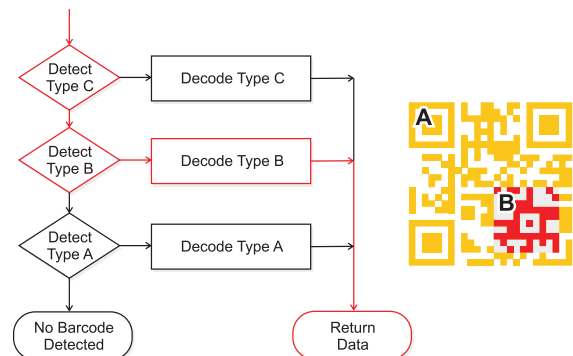 Detect
Type C
Decode Type C
A
Detect
Type B
Decode Type B
B
Detect
Type A
Decode Type A
No Barcode
Detected
Return
Data